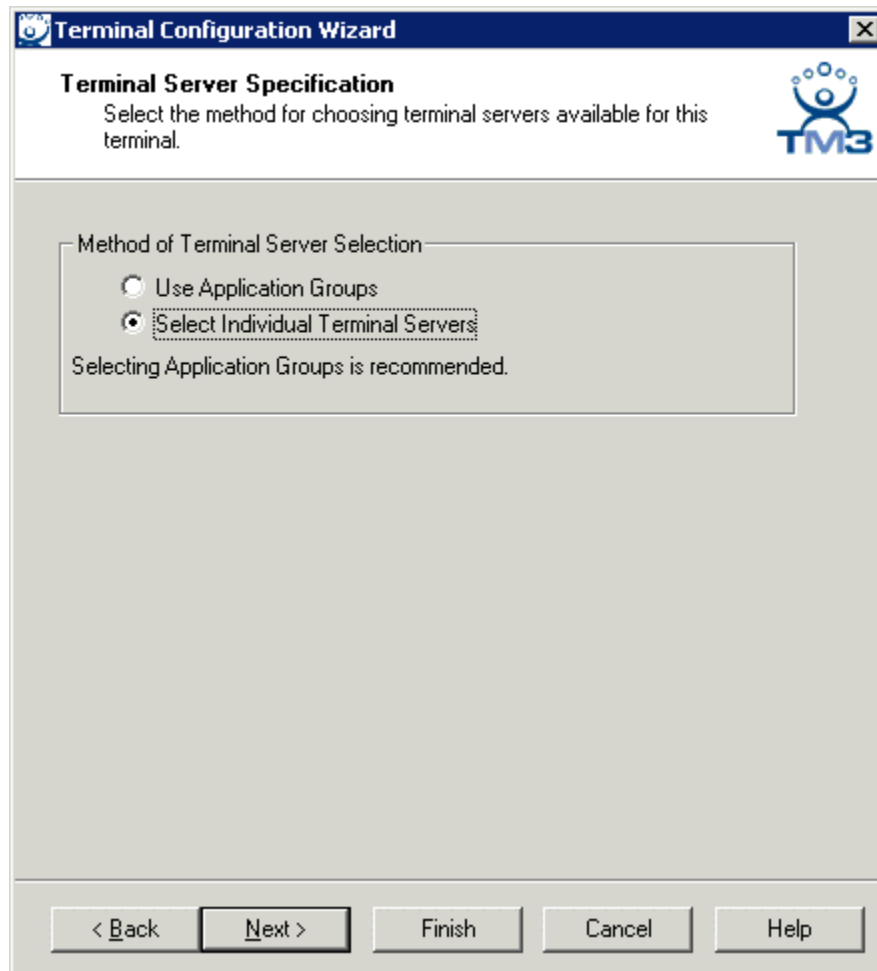 Terminal Configuration Wizard
Terminal Server Specification
Select the method for choosing terminal servers available for this
terminal.
TM3
Method of Terminal Server Selection
Use Application Groups
Select Individual Terminal Servers
Selecting Application Groups is recommended.
< Back
Next >
Finish
Cancel
Help